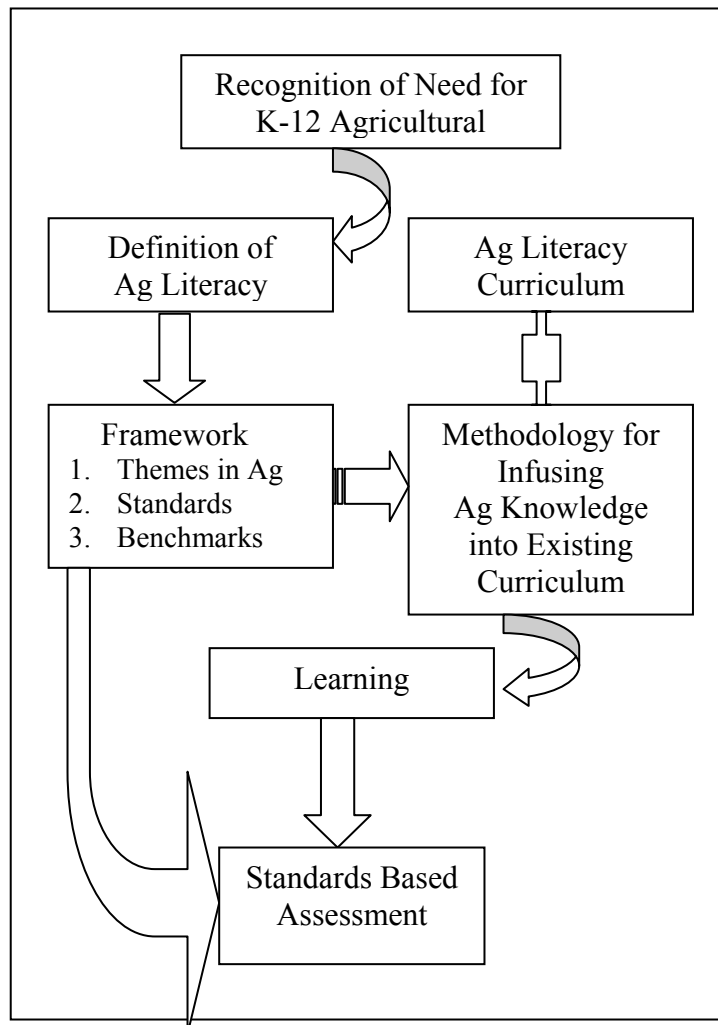 Recognition of Need for
K-12 Agricultural
Definition of
Ag Literacy
Ag Literacy
Curriculum
Framework
1. Themes in Ag
2. Standards
3. Benchmarks
Methodology for
Infusing
Ag Knowledge
into Existing
Curriculum
Learning
Standards Based
Assessment